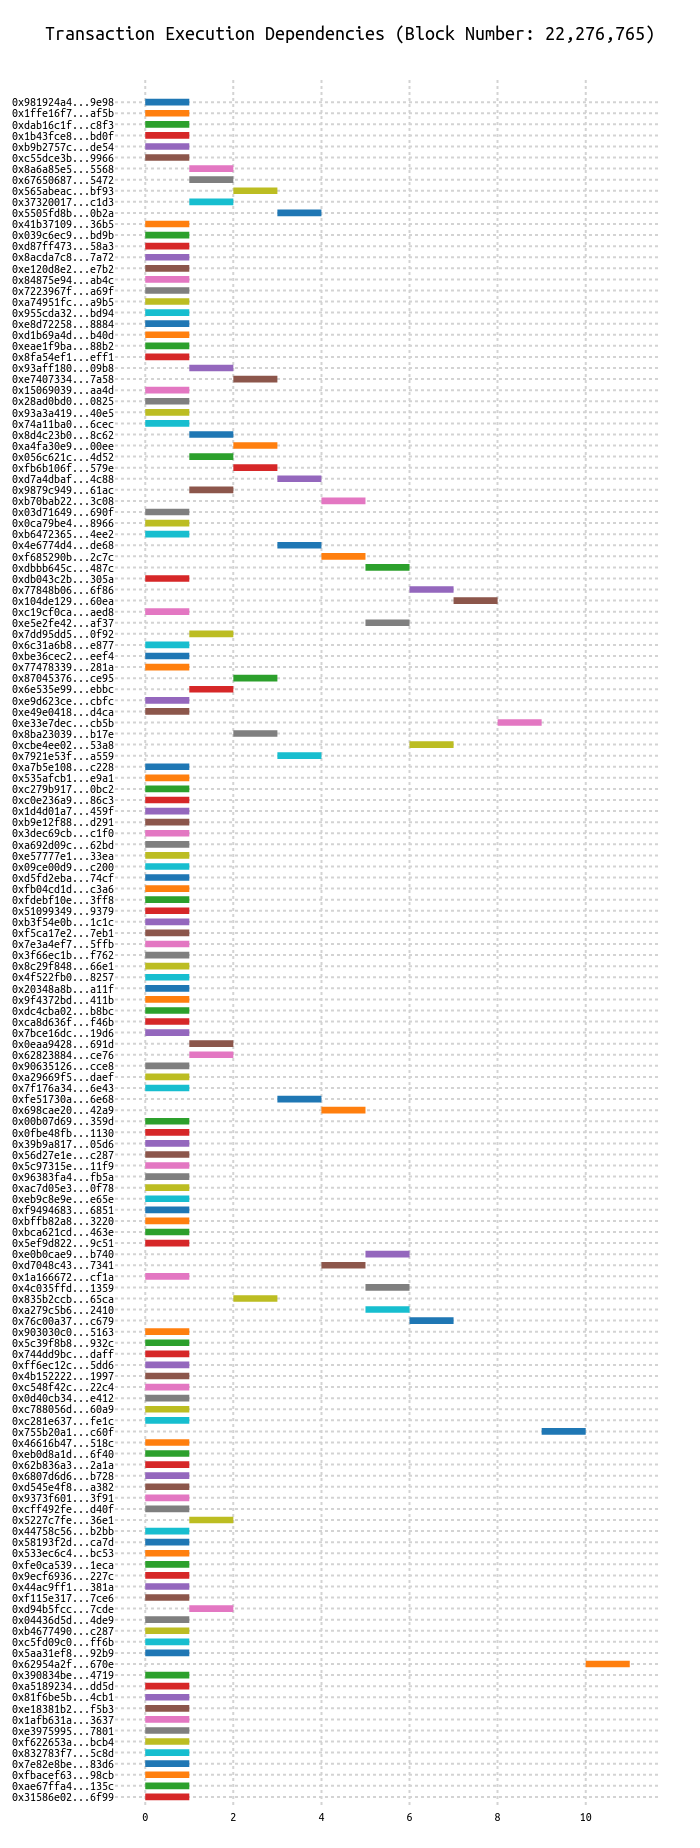 Transaction Execution Dependencies (Block Number: 22,276,765)
0x981924a4...9e98
0x1ffe16f7...af5b
0xdab16c1f...c8f3
0x1b43fce8...bd0f
0xb9b2757c...de54
0xc55dce3b...9966
0x8a6a85e5...5568
0x67650687...5472
0x565abeac...bf93
0x37320017...c1d3
0x5505fd8b...0b2a
0x41b37109...36b5
0x039c6ec9...bd9b
0xd87ff473...58a3
0x8acda7c8...7a72
0xe120d8e2...e7b2
0x84875e94...ab4c
0x7223967f...a69f
0xa74951fc...a9b5
0x955cda32...bd94
0xe8d72258...8884
0xd1b69a4d...b40d
0xeae1f9ba...88b2
0x8fa54ef1...eff1
0x93aff180...09b8
0xe7407334...7a58
0x15069039...aa4d
0x28ad0bd0...0825
0x93a3a419...40e5
0x74a11ba0...6cec
0x8d4c23b0...8c62
0xa4fa30e9...00ee
0x056c621c...4d52
0xfb6b106f...579e
0xd7a4dbaf...4c88
0x9879c949...61ac
0xb70bab22...3c08
0x03d71649...690f
0x0ca79be4...8966
0xb6472365...4ee2
0x4e6774d4...de68
0xf685290b...2c7c
0xdbbb645c...487c
0xdb043c2b...305a
0x77848b06...6f86
0x104de129...60ea
0xc19cf0ca...aed8
0xe5e2fe42...af37
0x7dd95dd5...0f92
0x6c31a6b8...e877
0xbe36cec2...eef4
0x77478339...281a
0x87045376...ce95
0x6e535e99...ebbc
0xe9d623ce...cbfc
0xe49e0418...d4ca
0xe33e7dec...cb5b
0x8ba23039...b17e
0xcbe4ee02...53a8
0x7921e53f...a559
0xa7b5e108...c228
0x535afcb1...e9a1
0xc279b917...0bc2
0xc0e236a9...86c3
0x1d4d01a7...459f
0xb9e12f88...d291
0x3dec69cb...c1f0
0xa692d09c...62bd
0xe57777e1...33ea
0x09ce00d9...c200
0xd5fd2eba...74cf
0xfb04cd1d...c3a6
0xfdebf10e...3ff8
0x51099349...9379
0xb3f54e0b...1c1c
0xf5ca17e2...7eb1
0x7e3a4ef7...5ffb
0x3f66ec1b...f762
0x8c29f848...66e1
0x4f522fb0...8257
0x20348a8b...a11f
0x9f4372bd...411b
0xdc4cba02...b8bc
0xca8d636f...f46b
0x7bce16dc...19d6
0x0eaa9428...691d
0x62823884...ce76
0x90635126...cce8
0xa29669f5...daef
0x7f176a34...6e43
0xfe51730a...6e68
0x698cae20...42a9
0x00b07d69...359d
0x0fbe48fb...1130
0x39b9a817...05d6
0x56d27e1e...c287
0x5c97315e...11f9
0x96383fa4...fb5a
0xac7d05e3...0f78
0xeb9c8e9e...e65e
0xf9494683...6851
0xbffb82a8...3220
0xbca621cd...463e
0x5ef9d822...9c51
0xe0b0cae9...b740
0xd7048c43...7341
0x1a166672...cf1a
0x4c035ffd...1359
0x835b2ccb...65ca
0xa279c5b6...2410
0x76c00a37...c679
0x903030c0...5163
0x5c39f8b8...932c
0x744dd9bc...daff
0xff6ec12c...5dd6
0x4b152222...1997
0xc548f42c...22c4
0x0d40cb34...e412
0xc788056d...60a9
0xc281e637...fe1c
0x755b20a1...c60f
0x46616b47...518c
0xeb0d8a1d...6f40
0x62b836a3...2a1a
0x6807d6d6...b728
0xd545e4f8...a382
0x9373f601...3f91
0xcff492fe...d40f
0x5227c7fe...36e1
0x44758c56...b2bb
0x58193f2d...ca7d
0x533ec6c4...bc53
0xfe0ca539...1eca
0x9ecf6936...227c
0x44ac9ff1...381a
0xf115e317...7ce6
0xd94b5fcc...7cde
0x04436d5d...4de9
0xb4677490...c287
0xc5fd09c0...ff6b
0x5aa31ef8...92b9
0x62954a2f...670e
0x390834be...4719
0xa5189234...dd5d
0x81f6be5b...4cb1
0xe18381b2...f5b3
0x1afb631a...3637
0xe3975995...7801
0xf622653a...bcb4
0x832783f7...5c8d
0x7e82e8be...83d6
0xfbacef63...98cb
0xae67ffa4...135c
0x31586e02...6f99
0 2 4 6 8 10